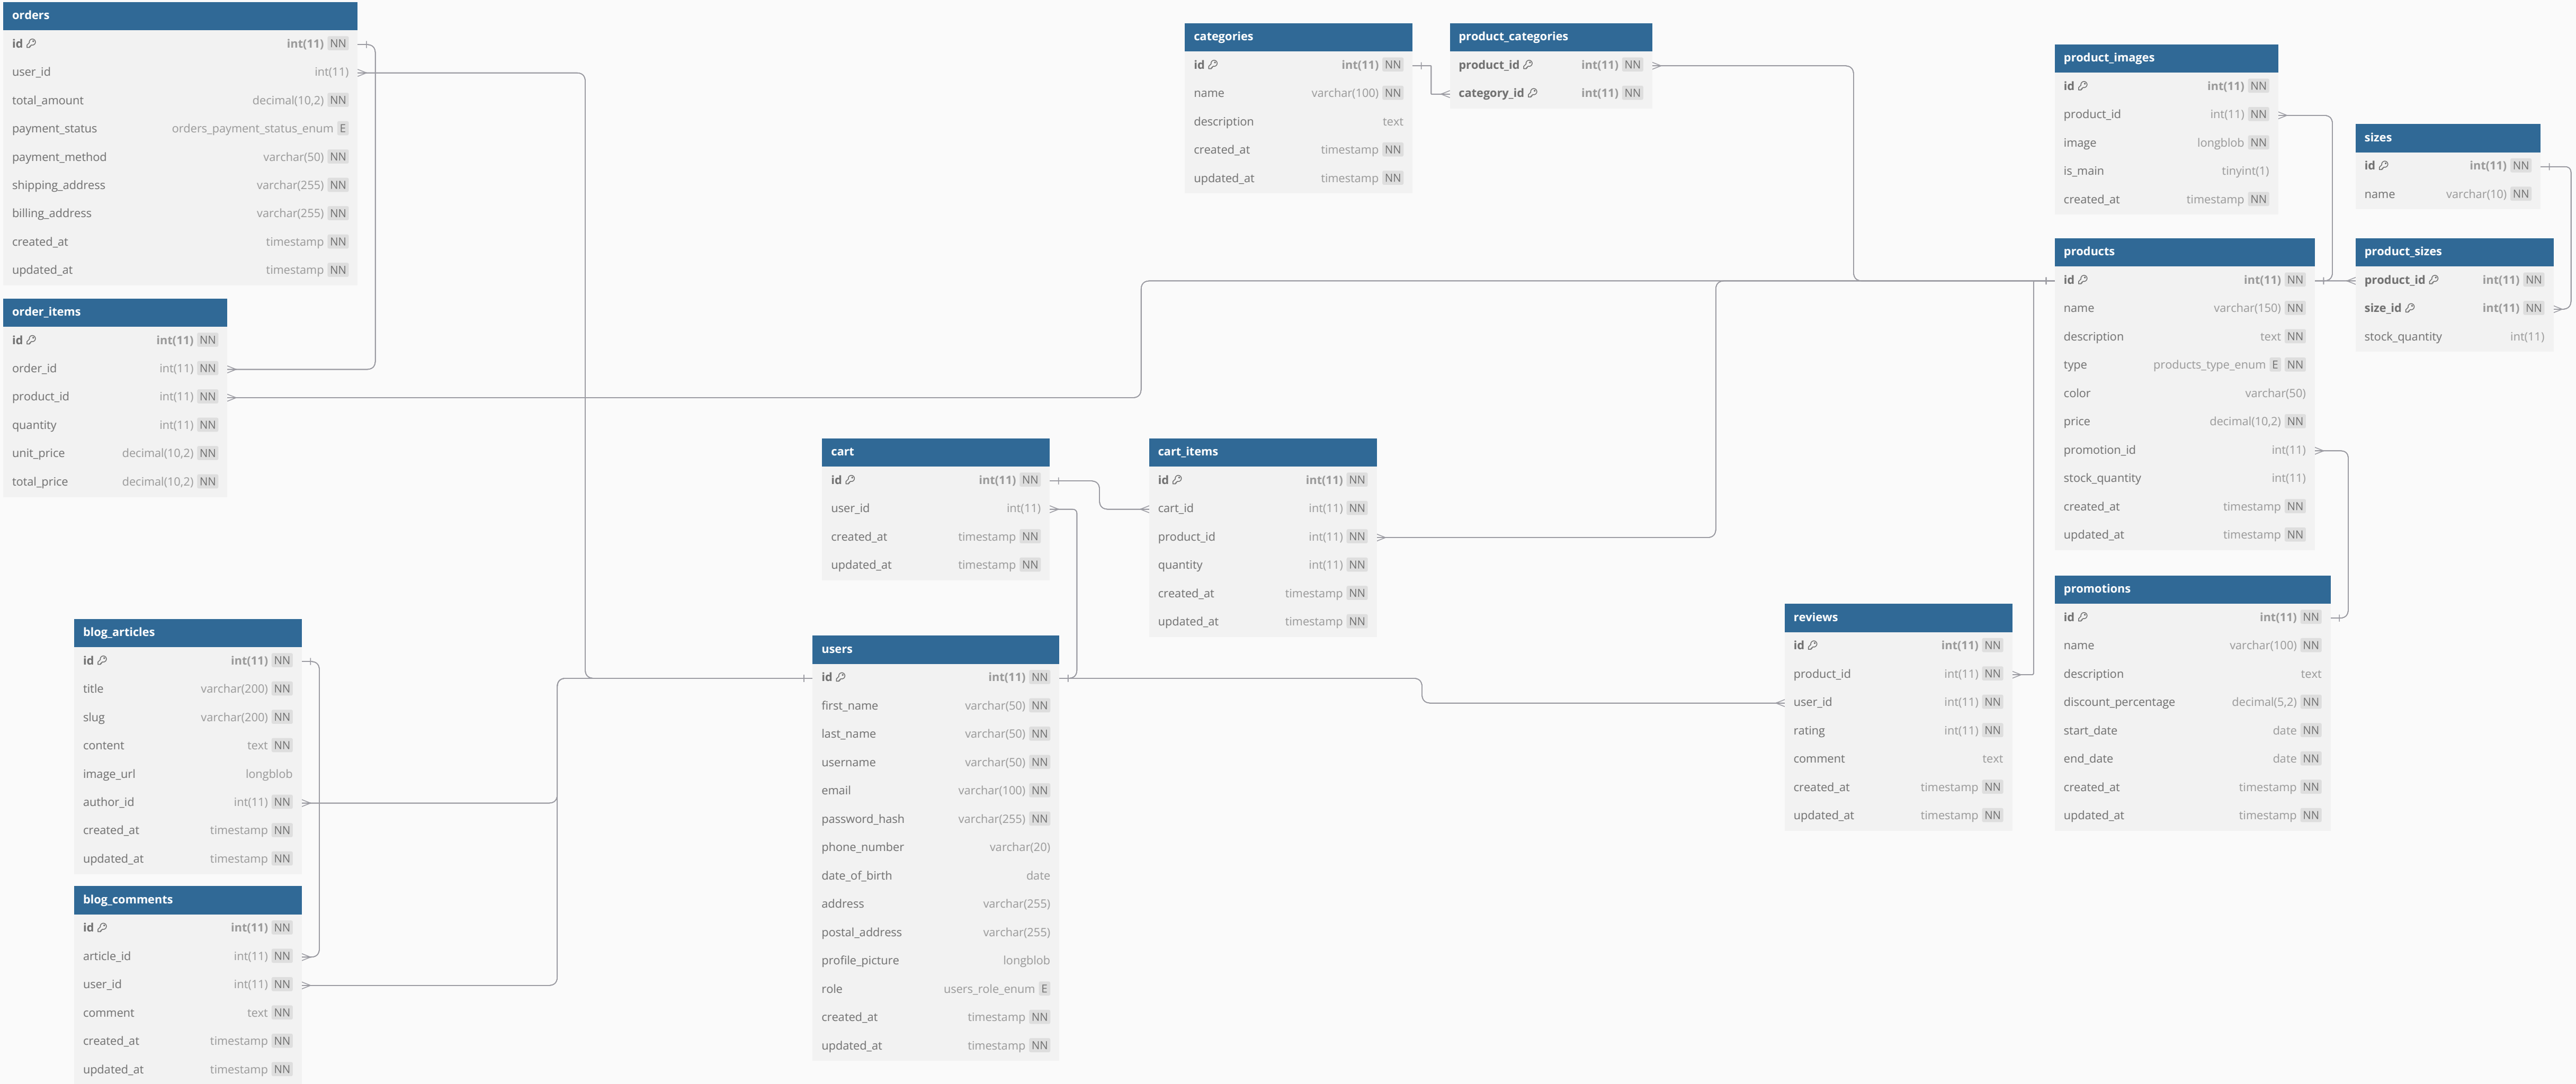 orders
id int(11) NN
user_id int(11)
total_amount decimal(10,2) NN
payment_status orders_payment_status_enum E
payment_method varchar(50) NN
shipping_address varchar(255) NN
billing_address varchar(255) NN
created_at timestamp NN
updated_at timestamp NN
order_items
id int(11) NN
order_id int(11) NN
product_id int(11) NN
quantity int(11) NN
unit_price decimal(10,2) NN
total_price decimal(10,2) NN
categories
id int(11) NN
name varchar(100) NN
description text
created_at timestamp NN
updated_at timestamp NN
product_categories
product_id int(11) NN
category_id int(11) NN
product_images
id int(11) NN
product_id int(11) NN
image longblob NN
is_main tinyint(1)
created_at timestamp NN
sizes
id int(11) NN
name varchar(10) NN
products
id int(11) NN
name varchar(150) NN
description text NN
type products_type_enum E NN
color varchar(50)
price decimal(10,2) NN
promotion_id int(11)
stock_quantity int(11)
created_at timestamp NN
updated_at timestamp NN
product_sizes
product_id int(11) NN
size_id int(11) NN
stock_quantity int(11)
cart
id int(11) NN
user_id int(11)
created_at timestamp NN
updated_at timestamp NN
cart_items
id int(11) NN
cart_id int(11) NN
product_id int(11) NN
quantity int(11) NN
created_at timestamp NN
updated_at timestamp NN
promotions
id int(11) NN
name varchar(100) NN
description text
discount_percentage decimal(5,2) NN
start_date date NN
end_date date NN
created_at timestamp NN
updated_at timestamp NN
reviews
id int(11) NN
product_id int(11) NN
user_id int(11) NN
rating int(11) NN
comment text
created_at timestamp NN
updated_at timestamp NN
blog_articles
id int(11) NN
title varchar(200) NN
slug varchar(200) NN
content text NN
image_url longblob
author_id int(11) NN
created_at timestamp NN
updated_at timestamp NN
users
id int(11) NN
first_name varchar(50) NN
last_name varchar(50) NN
username varchar(50) NN
email varchar(100) NN
password_hash varchar(255) NN
phone_number varchar(20)
date_of_birth date
address varchar(255)
postal_address varchar(255)
profile_picture longblob
role users_role_enum E
created_at timestamp NN
updated_at timestamp NN
blog_comments
id int(11) NN
article_id int(11) NN
user_id int(11) NN
comment text NN
created_at timestamp NN
updated_at timestamp NN